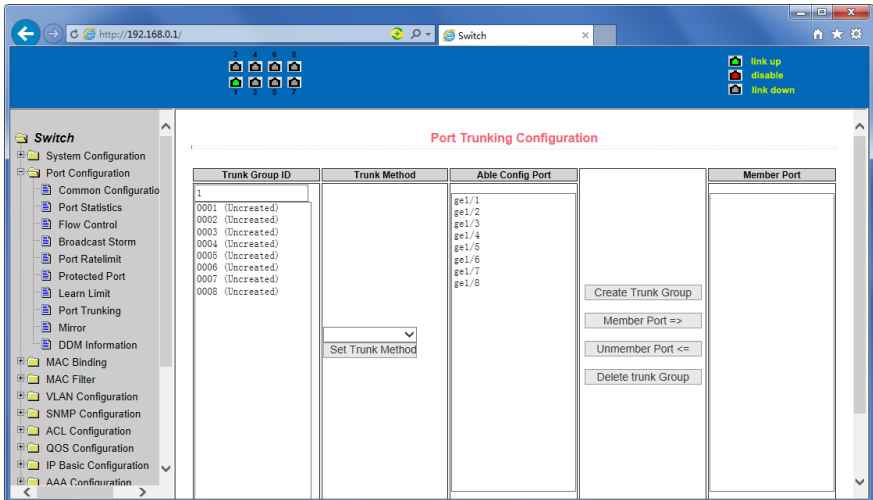 http://192.168.0.1/
Switch
2 4 6 8
1 3 5 7
link up
disable
link down
Switch
System Configuration
Port Configuration
Common Configuratio
Port Statistics
Flow Control
Broadcast Storm
Port Ratelimit
Protected Port
Learn Limit
Port Trunking
Mirror
DDM Information
MAC Binding
MAC Filter
VLAN Configuration
SNMP Configuration
ACL Configuration
QOS Configuration
IP Basic Configuration
AAA Configuration
Port Trunking Configuration
Trunk Group ID
1
0001 (Uncreated)
0002 (Uncreated)
0003 (Uncreated)
0004 (Uncreated)
0005 (Uncreated)
0006 (Uncreated)
0007 (Uncreated)
0008 (Uncreated)
Trunk Method
Set Trunk Method
Able Config Port
ge1/1
ge1/2
ge1/3
ge1/4
ge1/5
ge1/6
ge1/7
ge1/8
Create Trunk Group
Member Port =>
Unmember Port <=
Delete trunk Group
Member Port